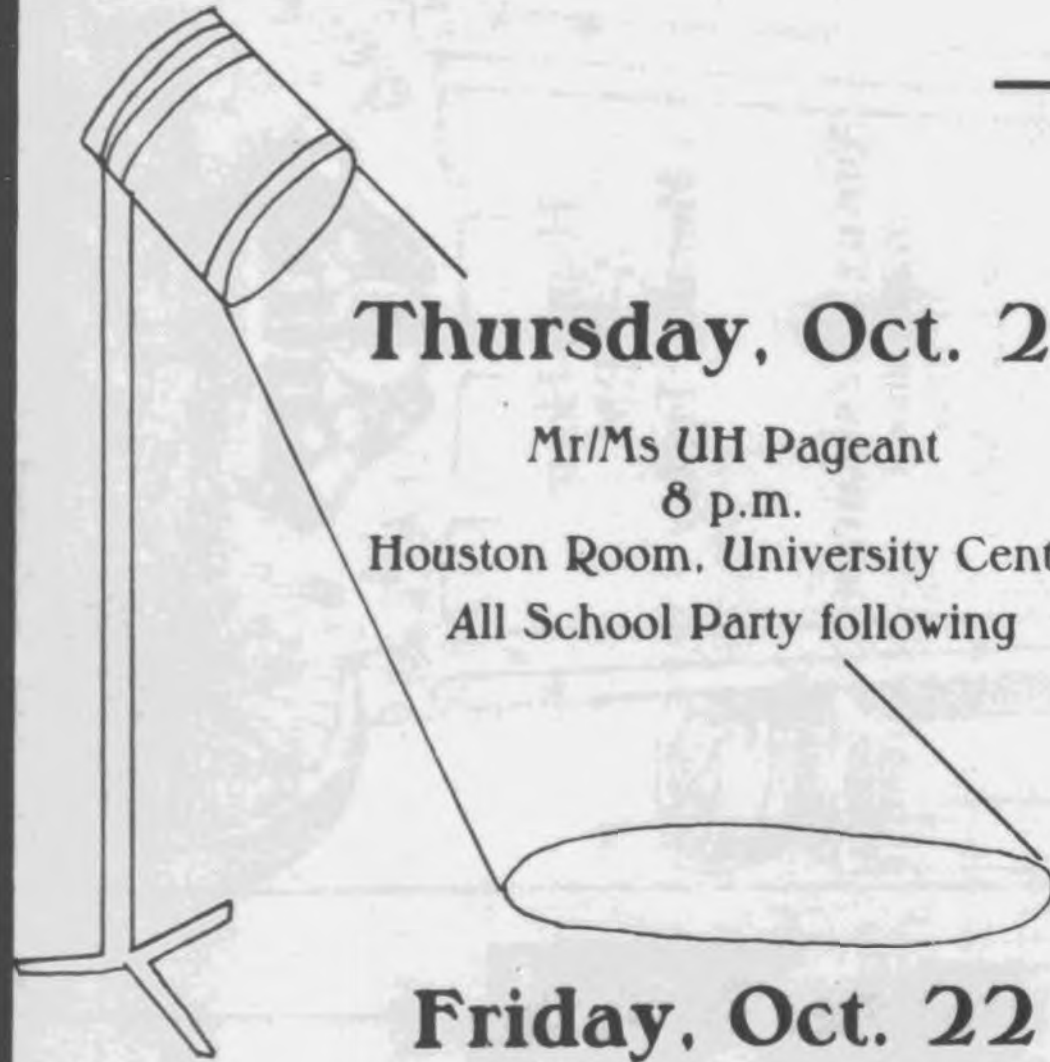 Thursday, Oct. 2
Mr/Ms UH Pageant
8 p.m.
Houston Room, University Cent
All School Party following
Friday, Oct. 22